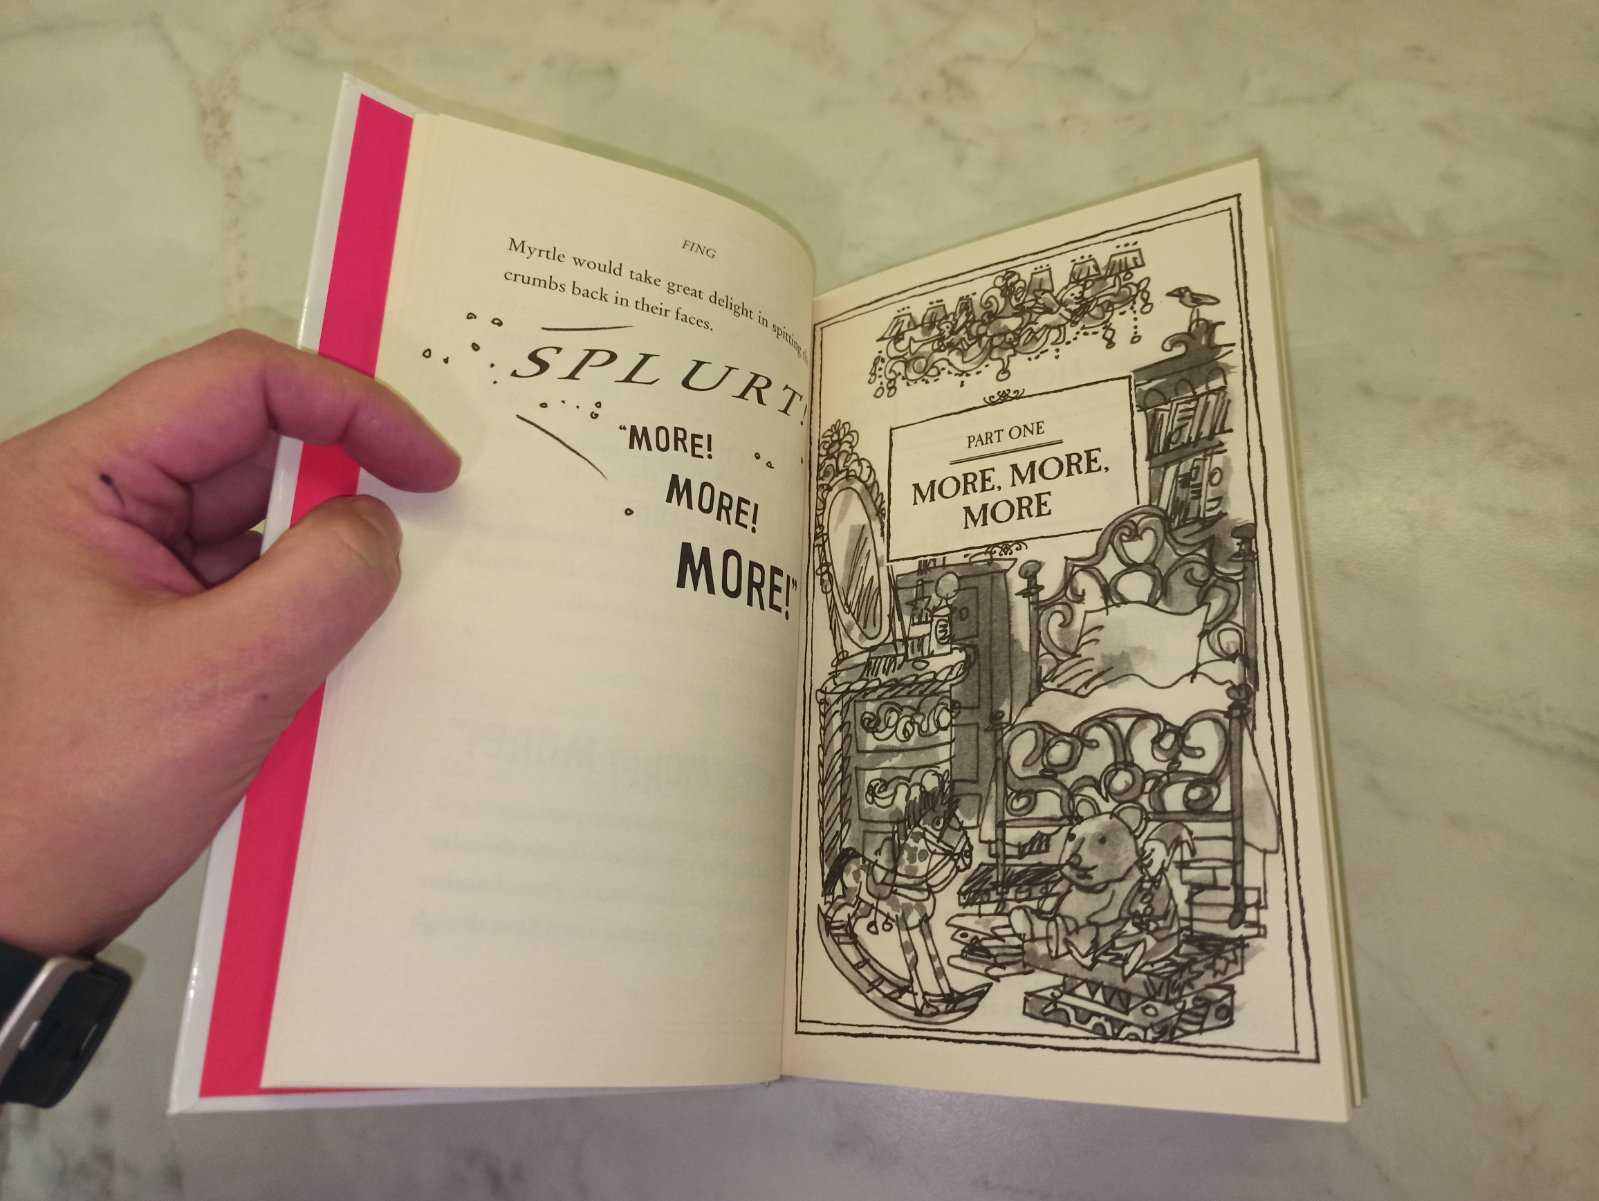 FING
Myrtle would take great delight in spitting the
crumbs back in their faces.
SPLURT!
“MORE!
MORE!
MORE!”
PART ONE
MORE, MORE,
MORE